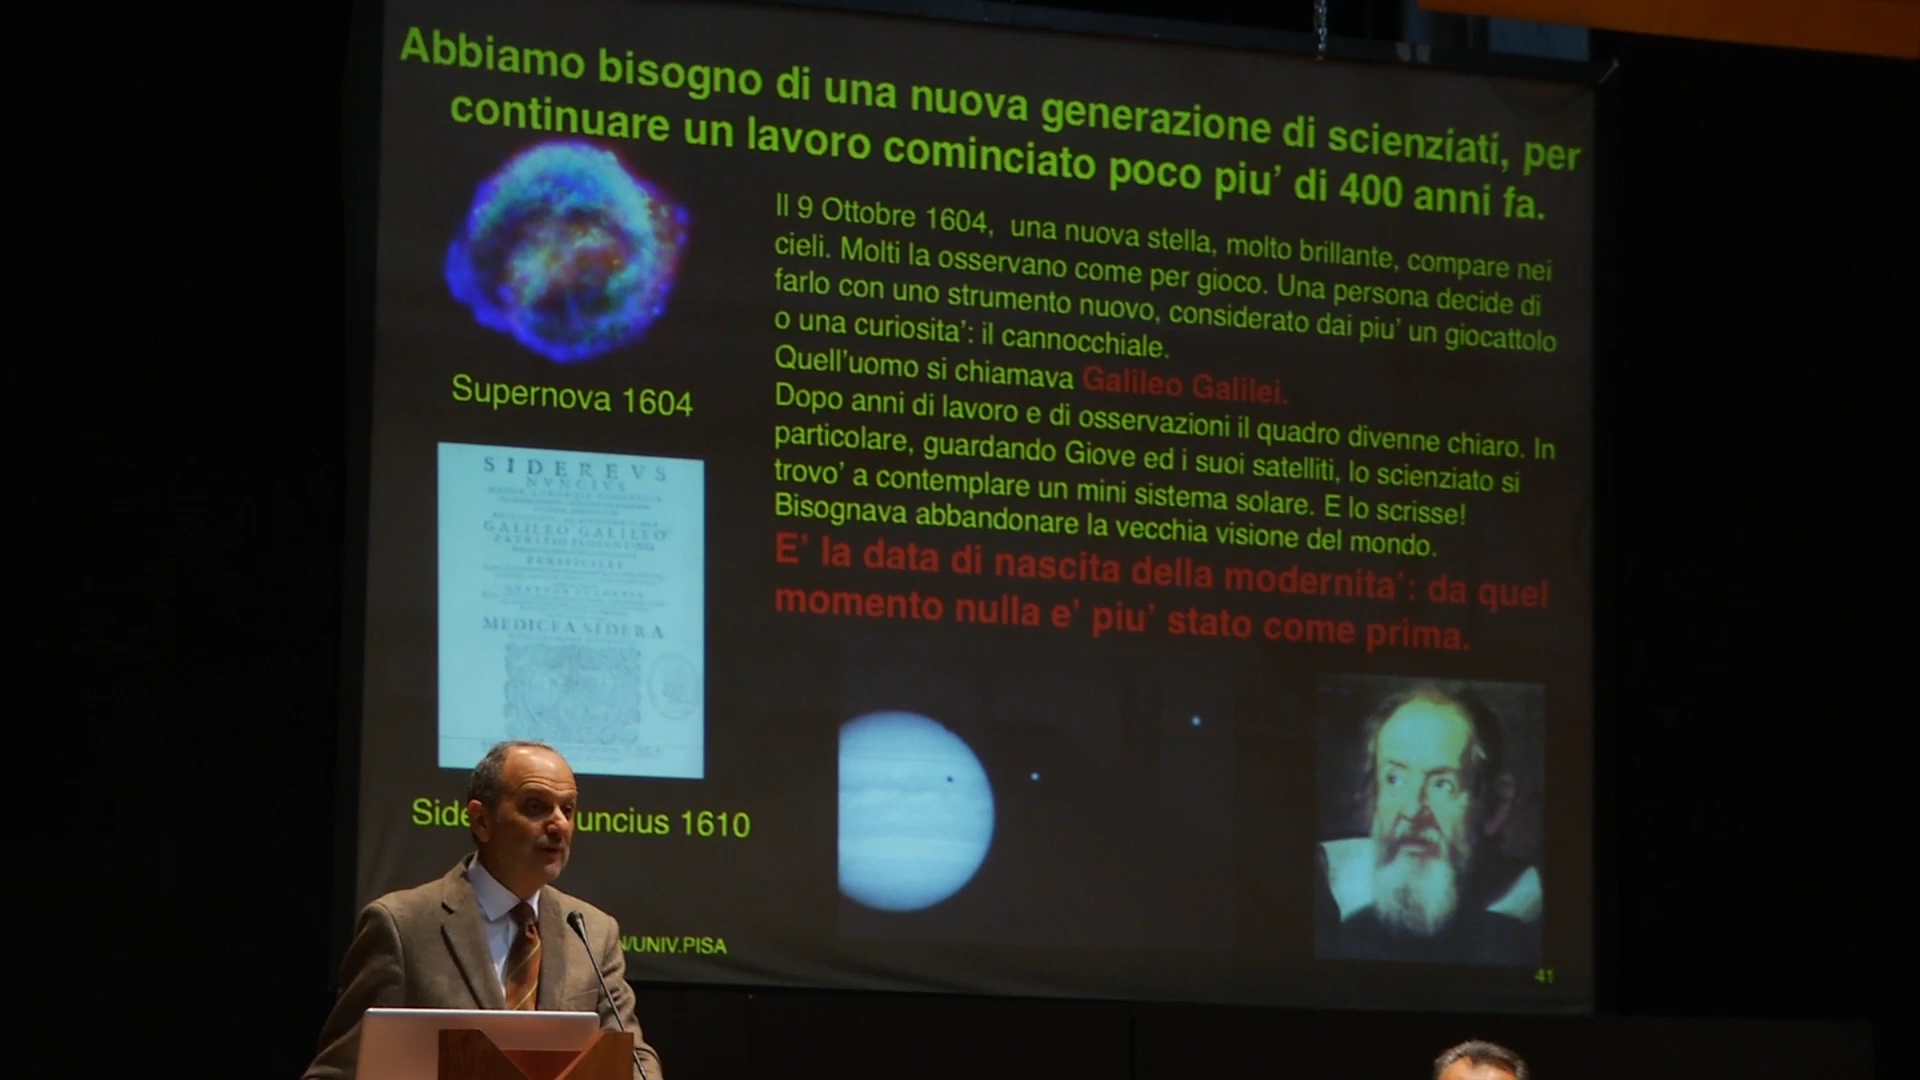 Abbiamo bisogno di una nuova generazione di scienziati, per
continuare un lavoro cominciato poco piu' di 400 anni fa.
Il 9 Ottobre 1604, una nuova stella, molto brillante, compare nei
cieli. Molti la osservano come per gioco. Una persona decide di
farlo con uno strumento nuovo, considerato dai piu' un giocattolo
o una curiosita': il cannocchiale.
Quell'uomo si chiamava Galileo Galilei.
Dopo anni di lavoro e di osservazioni il quadro divenne chiaro. In
particolare, guardando Giove ed i suoi satelliti, lo scienziato si
trovo' a contemplare un mini sistema solare. E lo scrisse!
Bisognava abbandonare la vecchia visione del mondo.
E' la data di nascita della modernita': da quel
momento nulla e' piu' stato come prima.
Supernova 1604
SIDEREVS
NVNCIVS
GALILEO GALILEO
PATRITIO FLORENTINO
PERSPICILLI
MEDICEA SIDERA
Side uncius 1610
N/UNIV.PISA
41